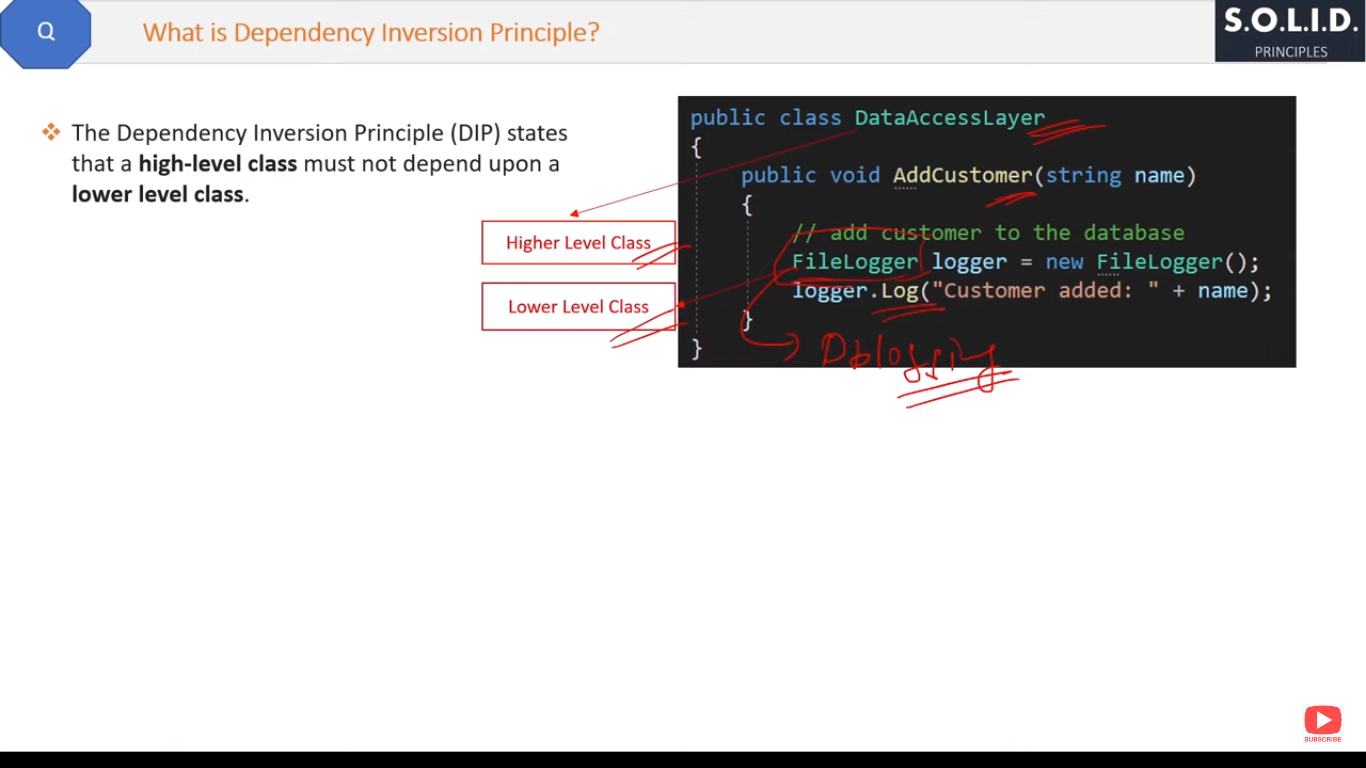 Q
What is Dependency Inversion Principle?
S.O.L.I.D.
PRINCIPLES
❖ The Dependency Inversion Principle (DIP) states
that a high-level class must not depend upon a
lower level class.
Higher Level Class
Lower Level Class
public class DataAccessLayer
{
public void AddCustomer(string name)
{
// add customer to the database
FileLogger logger = new FileLogger();
logger.Log("Customer added: " + name);
}
}
Dblogging
SUBSCRIBE